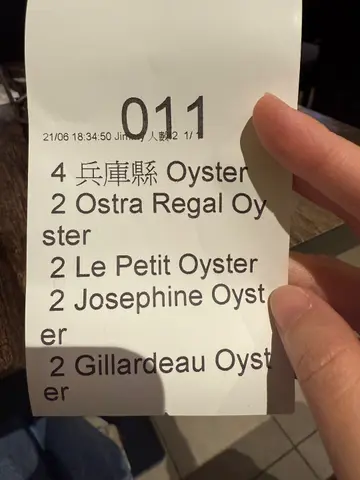 011
21/06 18:34:50 Jimmy 人數 2 1/1
4 兵庫縣 Oyster
2 Ostra Regal Oy
ster
2 Le Petit Oyster
2 Josephine Oyst
er
2 Gillardeau Oyst
er